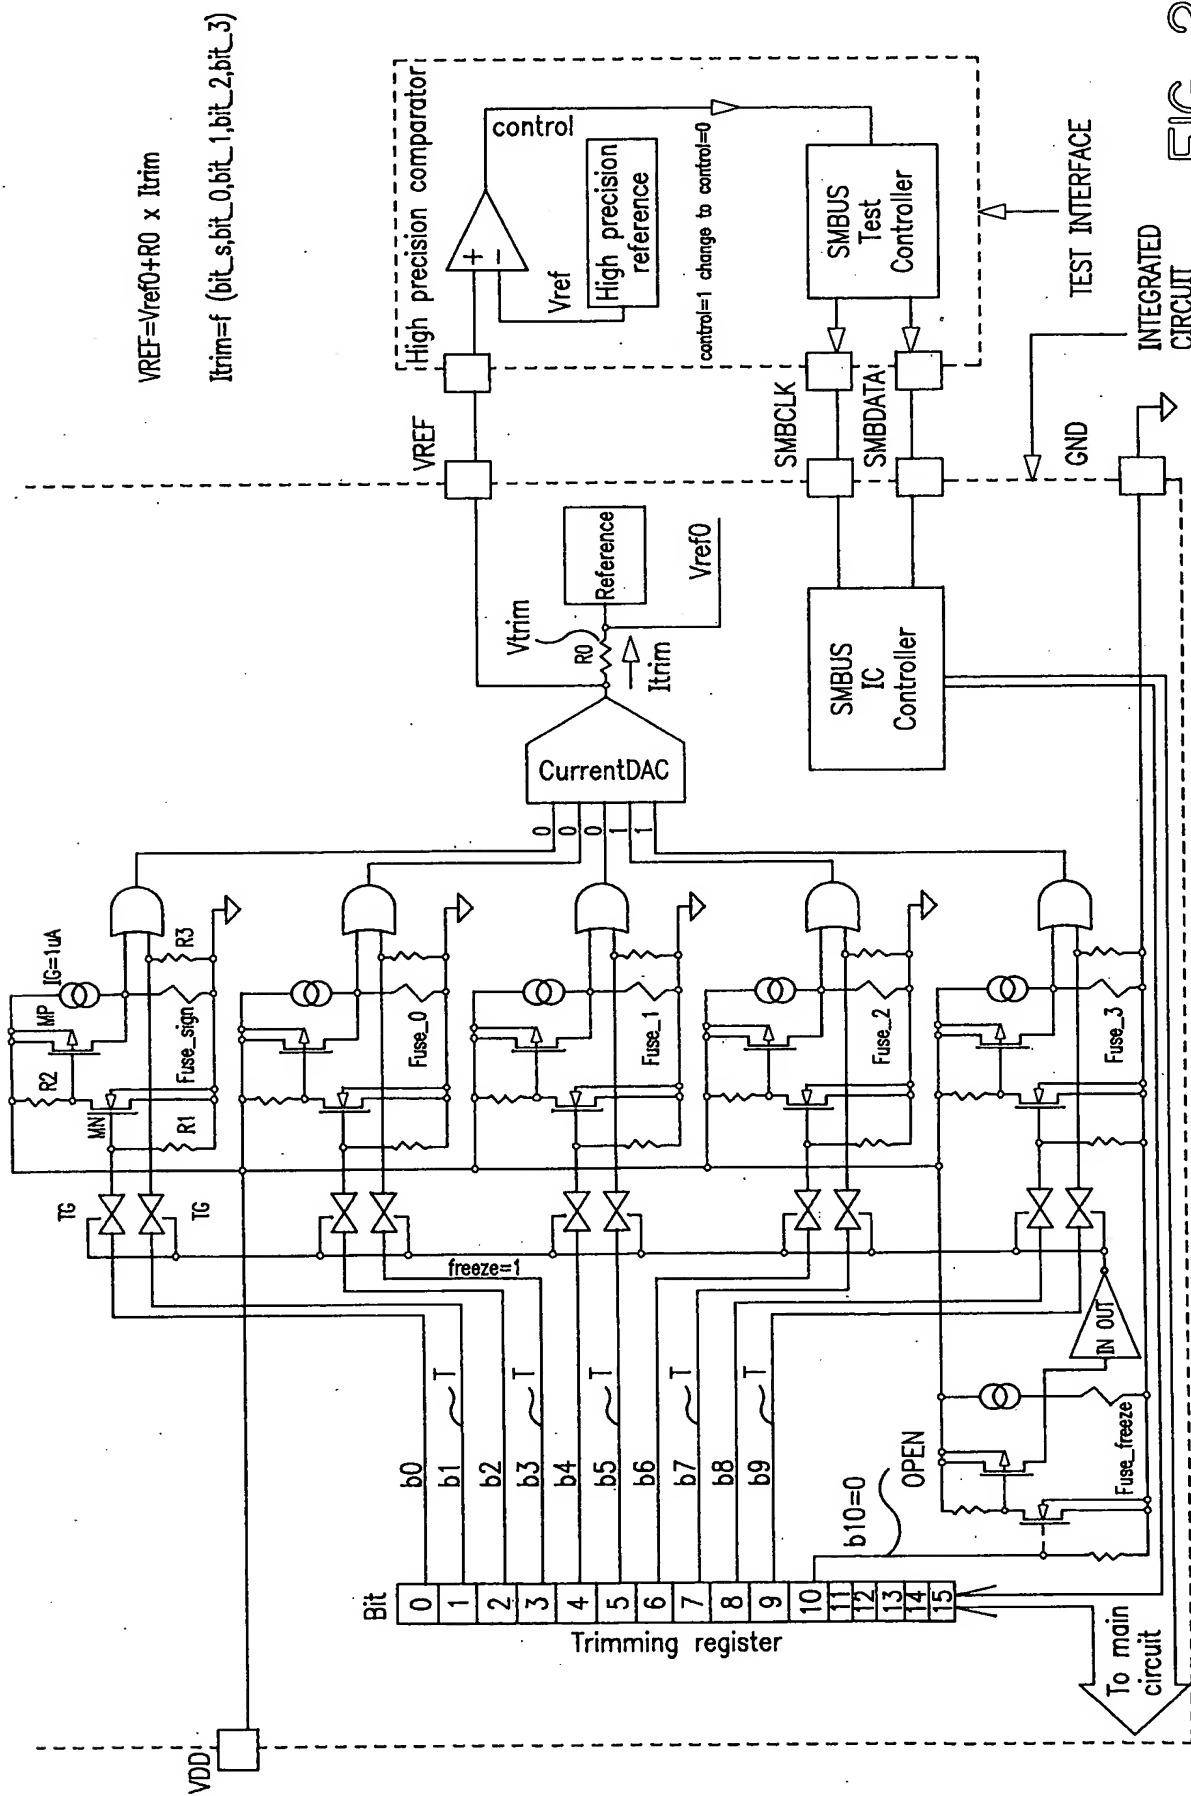 VREF=Vref0+R0 x Itrim
Itrim=f (bit_s,bit_0,bit_1,bit_2,bit_3)
VDD
TG
TG
MN
R1
R2
MP
IG=1uA
Fuse_sign
R3
Fuse_0
Fuse_1
Fuse_2
Fuse_3
freeze=1
0
0
0
1
1
CurrentDAC
Vtrim
R0
Itrim
Reference
Vref0
VREF
High precision comparator
+
-
control
Vref
High precision
reference
control=1 change to control=0
SMBUS
Test
Controller
SMBCLK
SMBDATA
SMBUS
IC
Controller
GND
TEST INTERFACE
INTEGRATED
CIRCUIT
Bit
0
1
2
3
4
5
6
7
8
9
10
11
12
13
14
15
Trimming register
b0
b1
T
b2
b3
T
b4
b5
T
b6
b7
T
b8
b9
T
b10=0
OPEN
Fuse_freeze
IN OUT
To main
circuit
FIG